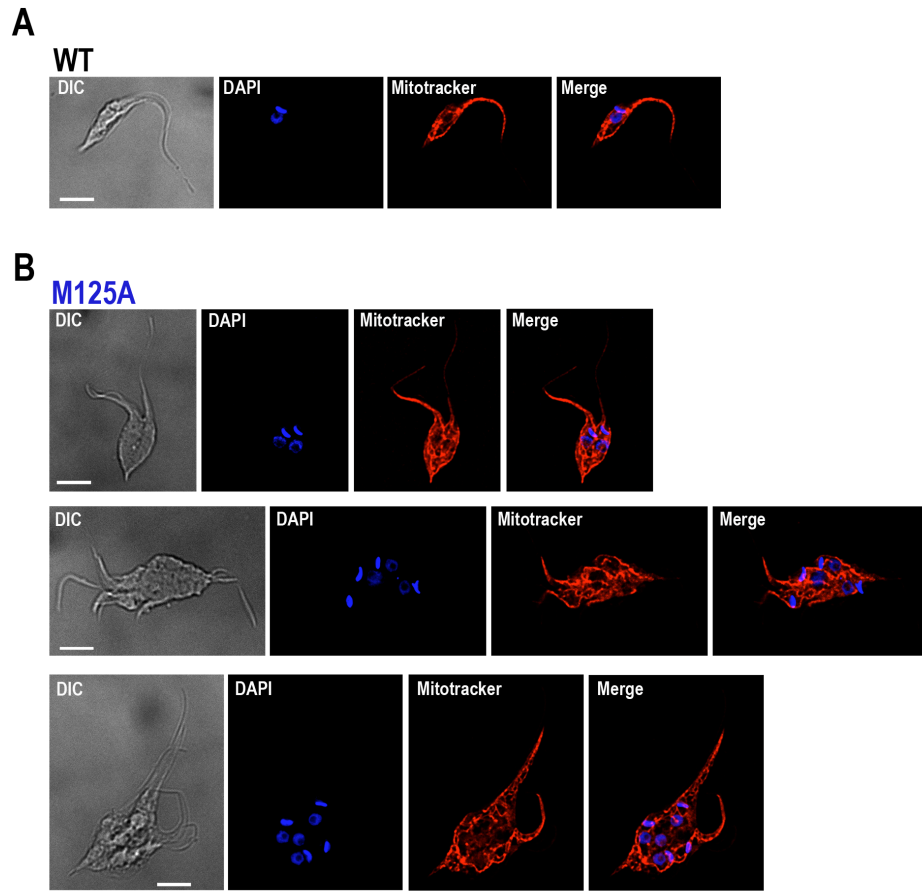 A
WT
DIC DAPI Mitotracker Merge
B
M125A
DIC DAPI Mitotracker Merge
DIC DAPI Mitotracker Merge
DIC DAPI Mitotracker Merge